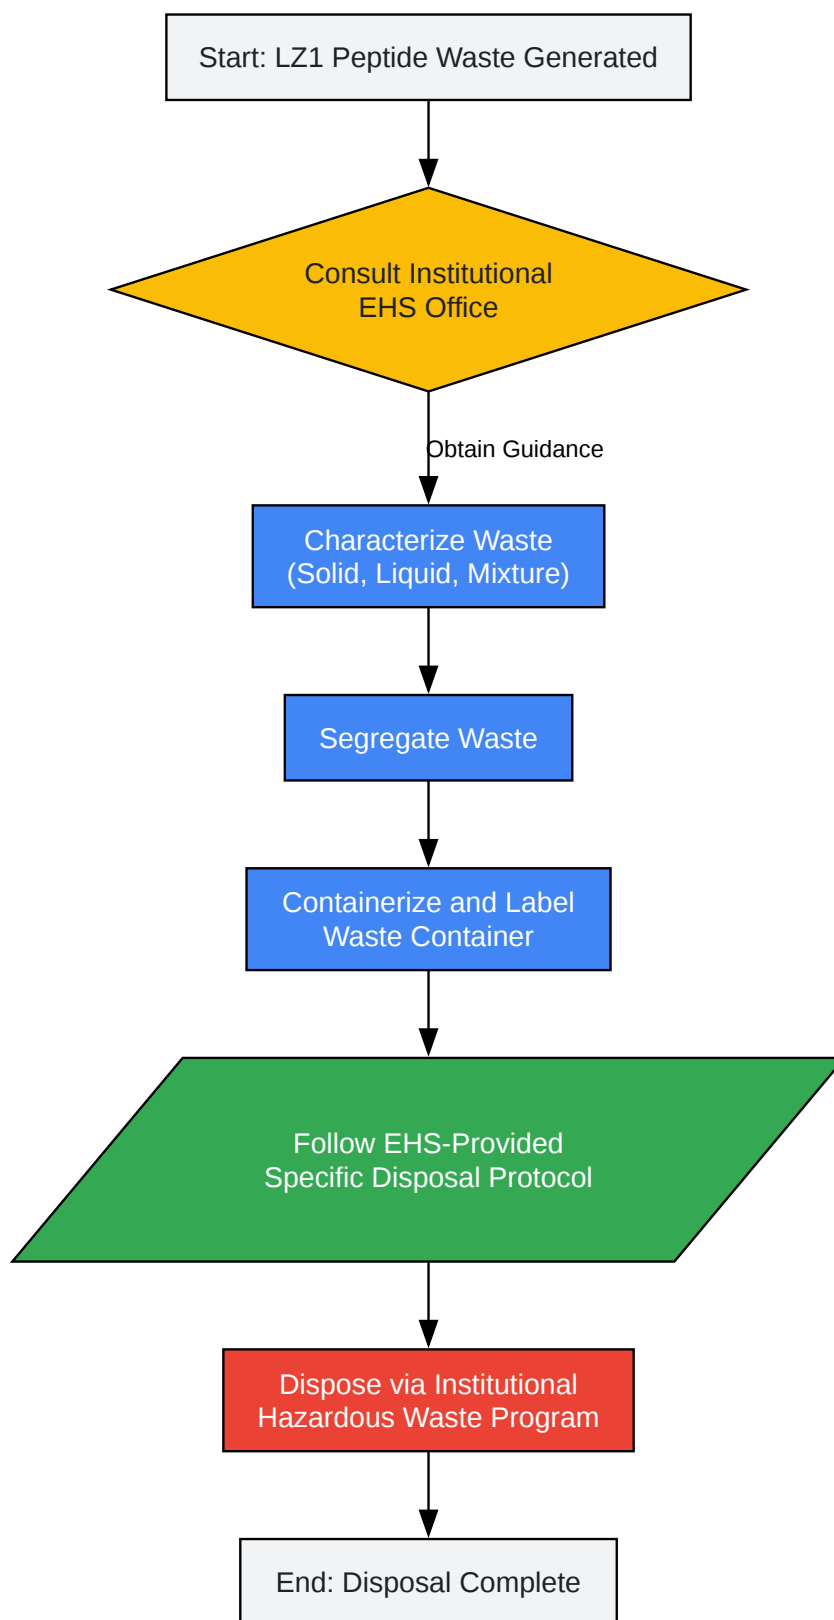 Start: LZ1 Peptide Waste Generated
Consult Institutional
EHS Office
Obtain Guidance
Characterize Waste
(Solid, Liquid, Mixture)
Segregate Waste
Containerize and Label
Waste Container
Follow EHS-Provided
Specific Disposal Protocol
Dispose via Institutional
Hazardous Waste Program
End: Disposal Complete